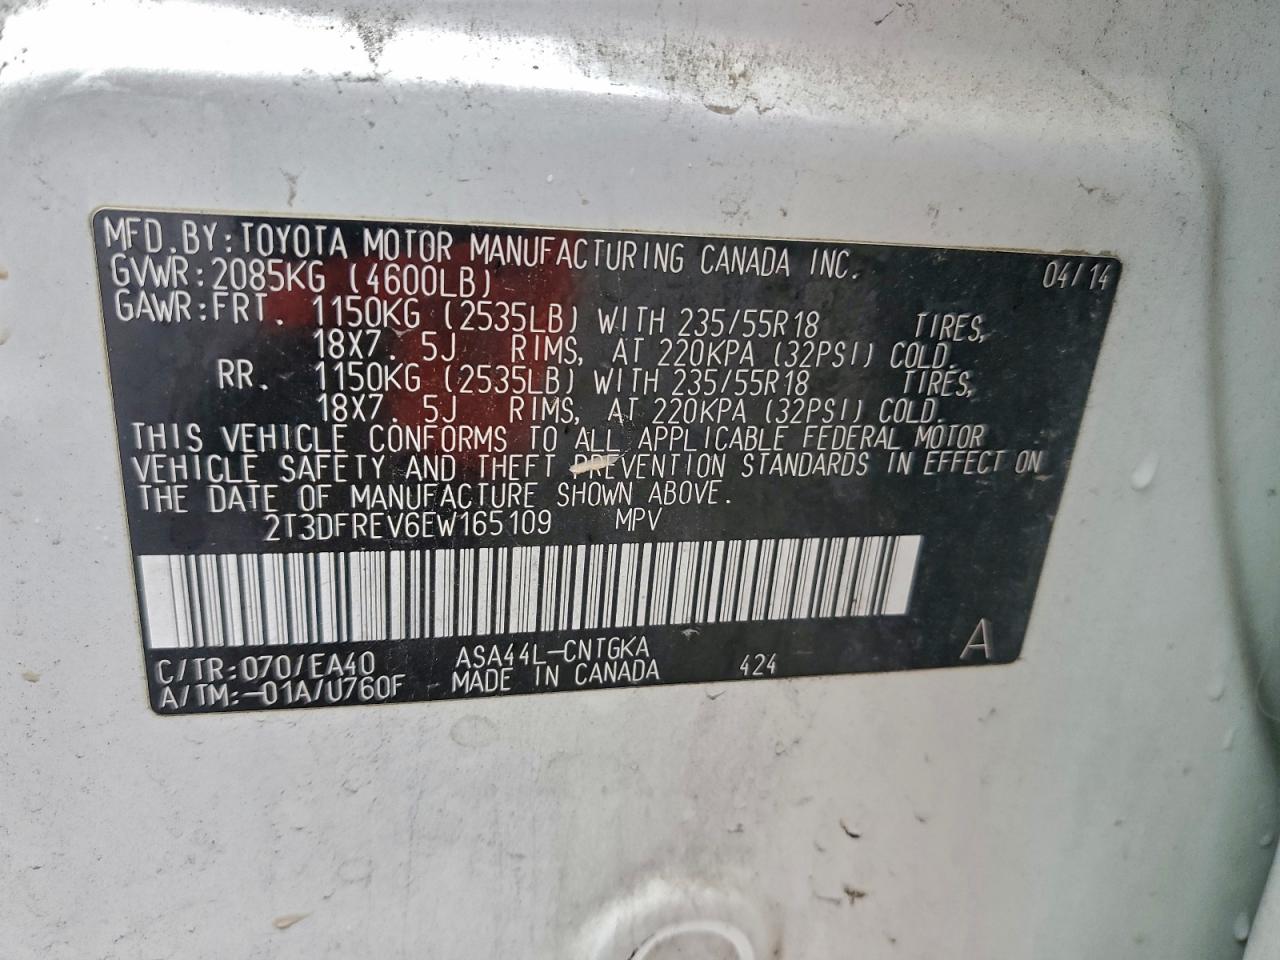 MFD. BY: TOYOTA MOTOR MANUFACTURING CANADA INC. 04/14
GVWR: 2085KG (4600LB)
GAWR: FRT. 1150KG (2535LB) WITH 235/55R18 TIRES,
18X7. 5J RIMS, AT 220KPA (32PSI) COLD.
RR. 1150KG (2535LB) WITH 235/55R18 TIRES,
18X7. 5J RIMS, AT 220KPA (32PSI) COLD.
THIS VEHICLE CONFORMS TO ALL APPLICABLE FEDERAL MOTOR
VEHICLE SAFETY AND THEFT PREVENTION STANDARDS IN EFFECT ON
THE DATE OF MANUFACTURE SHOWN ABOVE.
2T3DFREV6EW165109 MPV
C/TR: 070/EA40 ASA44L-CNTGKA 424 A
A/TM: -01A/U760F MADE IN CANADA